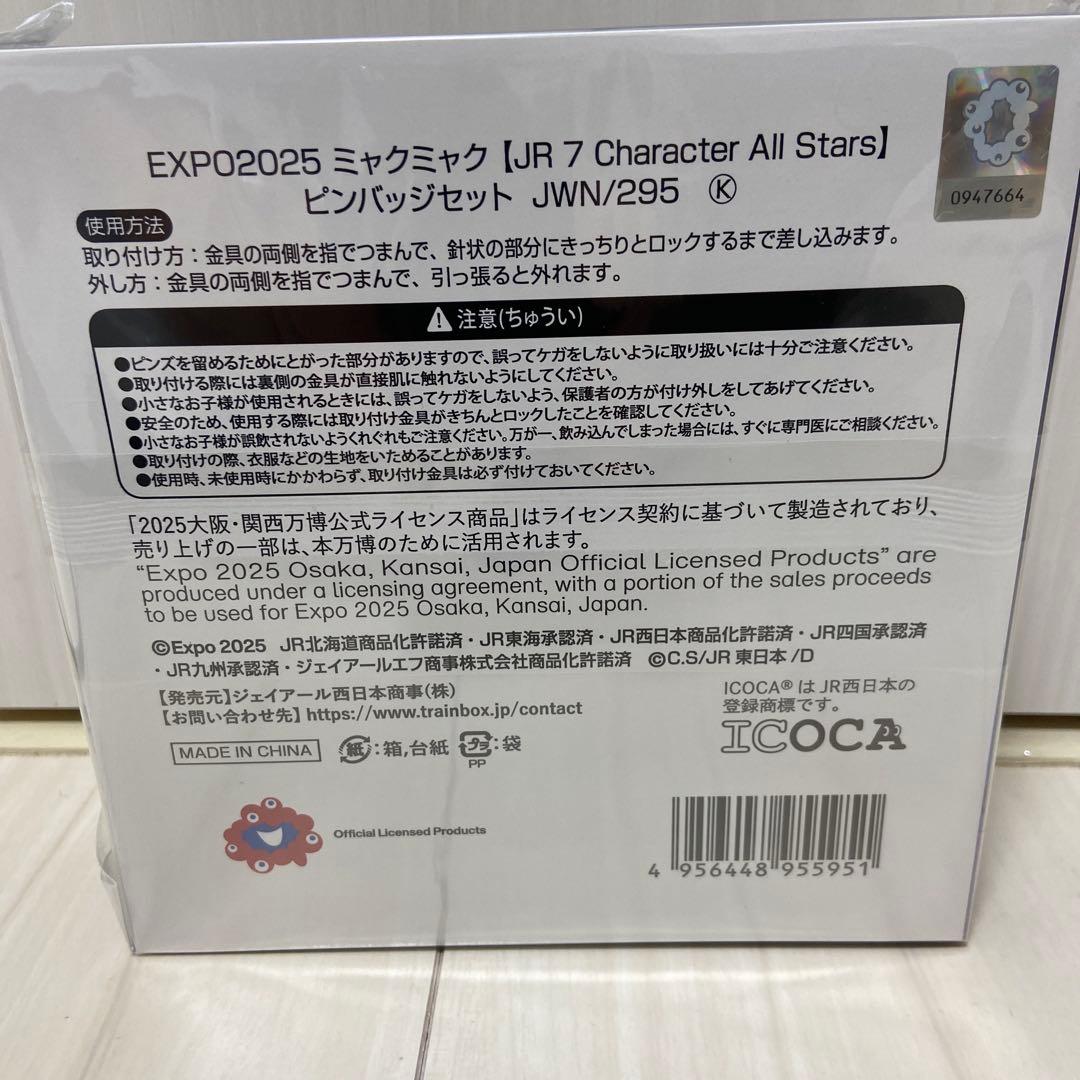 0947664
EXPO2025 ミャクミャク【JR 7 Character All Stars】
ピンバッジセット JWN/295 Ⓚ
使用方法
取り付け方：金具の両側を指でつまんで、針状の部分にきっちりとロックするまで差し込みます。
外し方：金具の両側を指でつまんで、引っ張ると外れます。
⚠注意(ちゅうい)
●ピンズを留めるためにとがった部分がありますので、誤ってケガをしないように取り扱いには十分ご注意ください。
●取り付ける際には裏側の金具が直接肌に触れないようにしてください。
●小さなお子様が使用されるときには、誤ってケガをしないよう、保護者の方が付け外しをしてあげてください。
●安全のため、使用する際には取り付け金具がきちんとロックしたことを確認してください。
●小さなお子様が誤飲されないようくれぐれもご注意ください。万が一、飲み込んでしまった場合には、すぐに専門医にご相談ください。
●取り付けの際、衣服などの生地をいためることがあります。
●使用時、未使用時にかかわらず、取り付け金具は必ず付けておいてください。
「2025大阪・関西万博公式ライセンス商品」はライセンス契約に基づいて製造されており、
売り上げの一部は、本万博のために活用されます。
“Expo 2025 Osaka, Kansai, Japan Official Licensed Products” are
produced under a licensing agreement, with a portion of the sales proceeds
to be used for Expo 2025 Osaka, Kansai, Japan.
©Expo 2025 JR北海道商品化許諾済・JR東海承認済・JR西日本商品化許諾済・JR四国承認済
・JR九州承認済・ジェイアールエフ商事株式会社商品化許諾済 ©C.S/JR東日本/D
【発売元】ジェイアール西日本商事(株)
【お問い合わせ先】https://www.trainbox.jp/contact
ICOCA®はJR西日本の
登録商標です。
ICOCA
MADE IN CHINA 紙：箱,台紙 プラ：袋
PP
Official Licensed Products
4 956448 955951